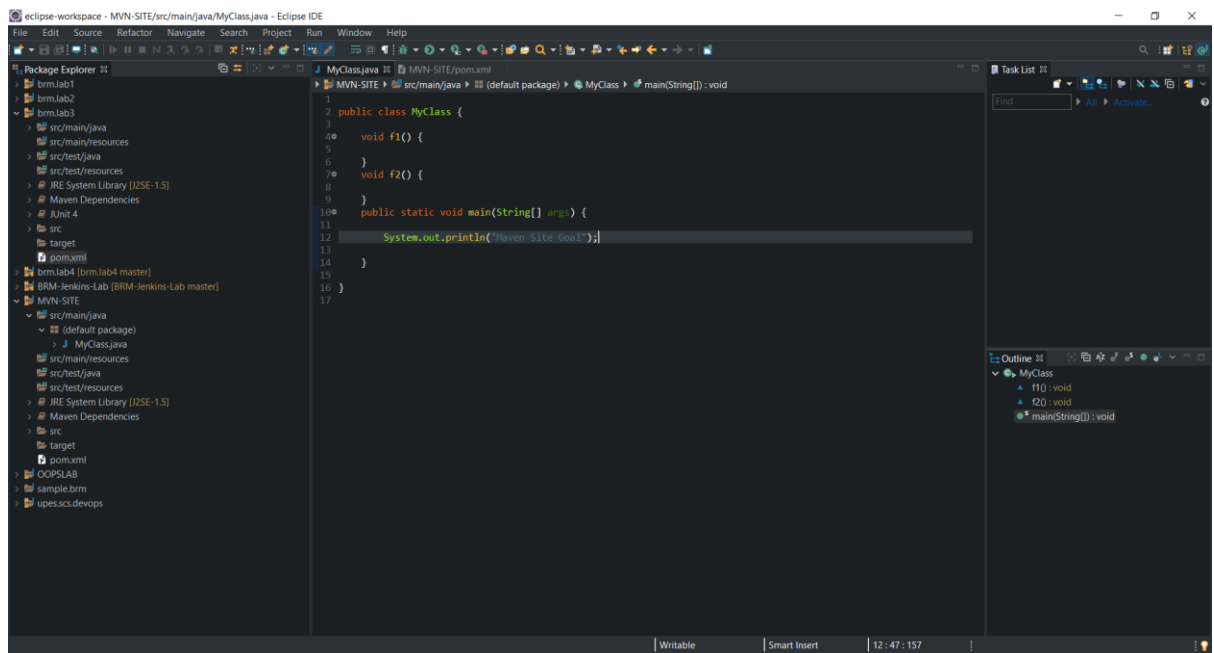 eclipse-workspace - MVN-SITE/src/main/java/MyClass.java - Eclipse IDE
File Edit Source Refactor Navigate Search Project Run Window Help
Package Explorer
brm.lab1
brm.lab2
brm.lab3
src/main/java
src/main/resources
src/test/java
src/test/resources
JRE System Library [J2SE-1.5]
Maven Dependencies
JUnit 4
src
target
pom.xml
brm.lab4 [brm.lab4 master]
BRM-Jenkins-Lab [BRM-Jenkins-Lab master]
MVN-SITE
src/main/java
(default package)
MyClass.java
src/main/resources
src/test/java
src/test/resources
JRE System Library [J2SE-1.5]
Maven Dependencies
src
target
pom.xml
OOPSLAB
sample.brm
upes.scs.devops
MyClass.java MVN-SITE/pom.xml
MVN-SITE src/main/java (default package) MyClass main(String[]) : void
1
2 public class MyClass {
3
4 void f1() {
5
6 }
7 void f2() {
8
9 }
10 public static void main(String[] args) {
11
12 System.out.println("Maven Site Goal");
13
14 }
15
16 }
17
Task List
Find All Activate...
Outline
MyClass
f1() : void
f2() : void
main(String[]) : void
Writable Smart Insert 12 : 47 : 157